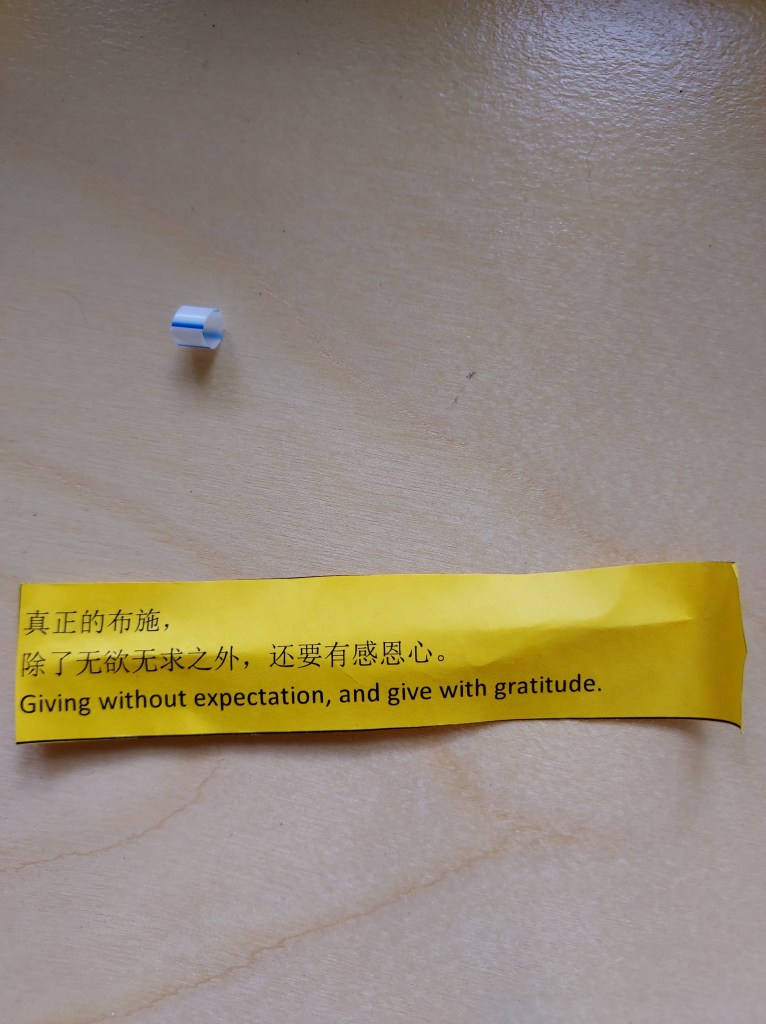 真正的布施，
除了无欲无求之外，还要有感恩心。
Giving without expectation, and give with gratitude.